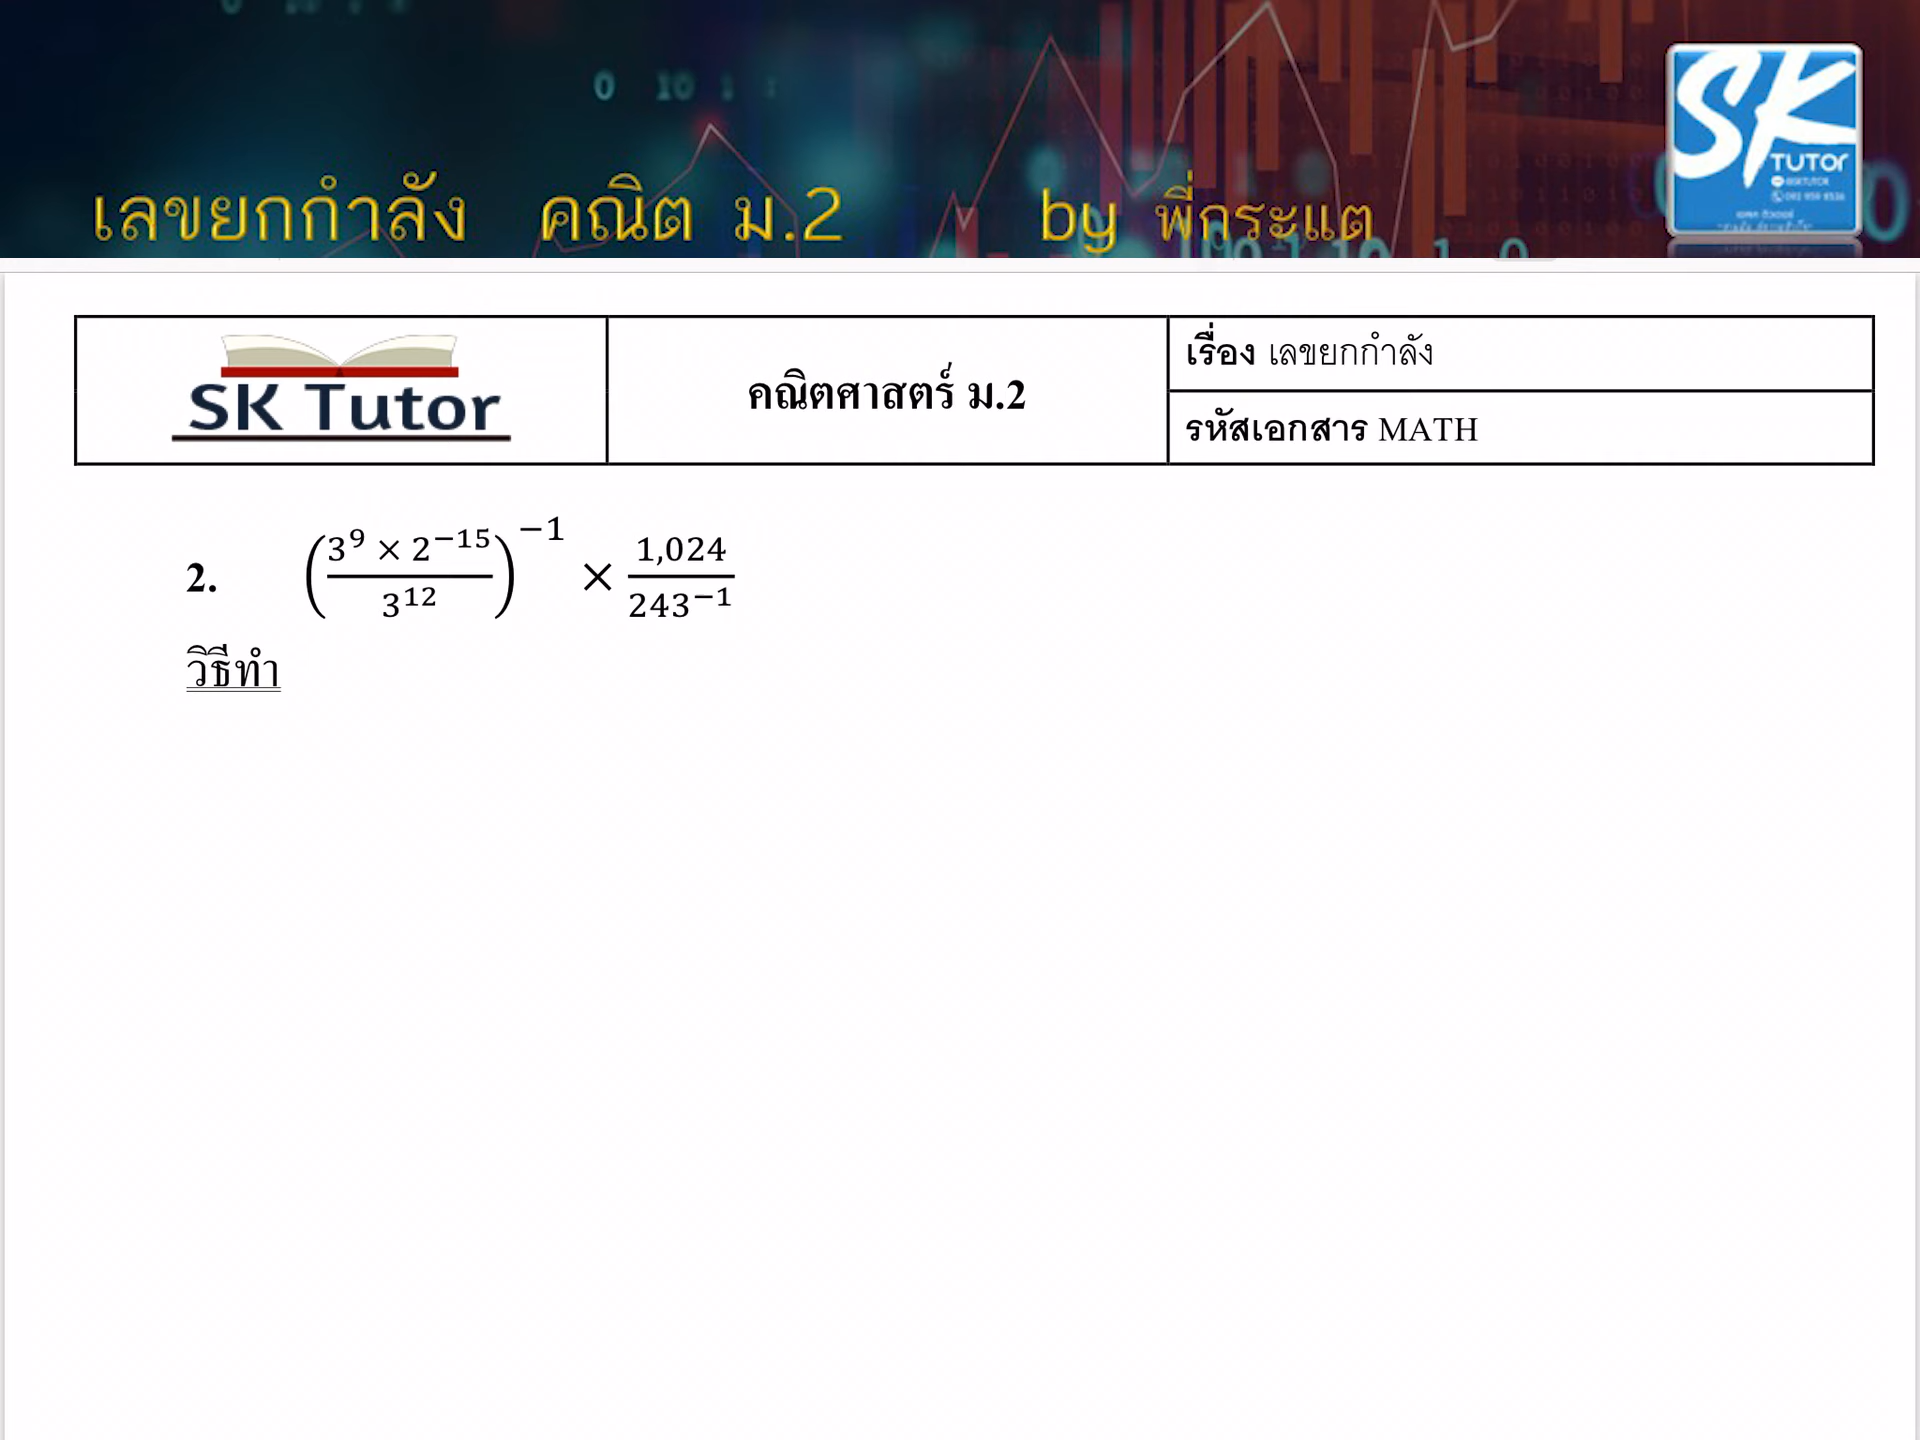 เลขยกกำลัง คณิต ม.2 by พี่กระแต
SK
TUTOR
SK Tutor
คณิตศาสตร์ ม.2
เรื่อง เลขยกกำลัง
รหัสเอกสาร MATH
2. (3⁹ × 2⁻¹⁵ / 3¹²)⁻¹ × 1,024 / 243⁻¹
วิธีทำ